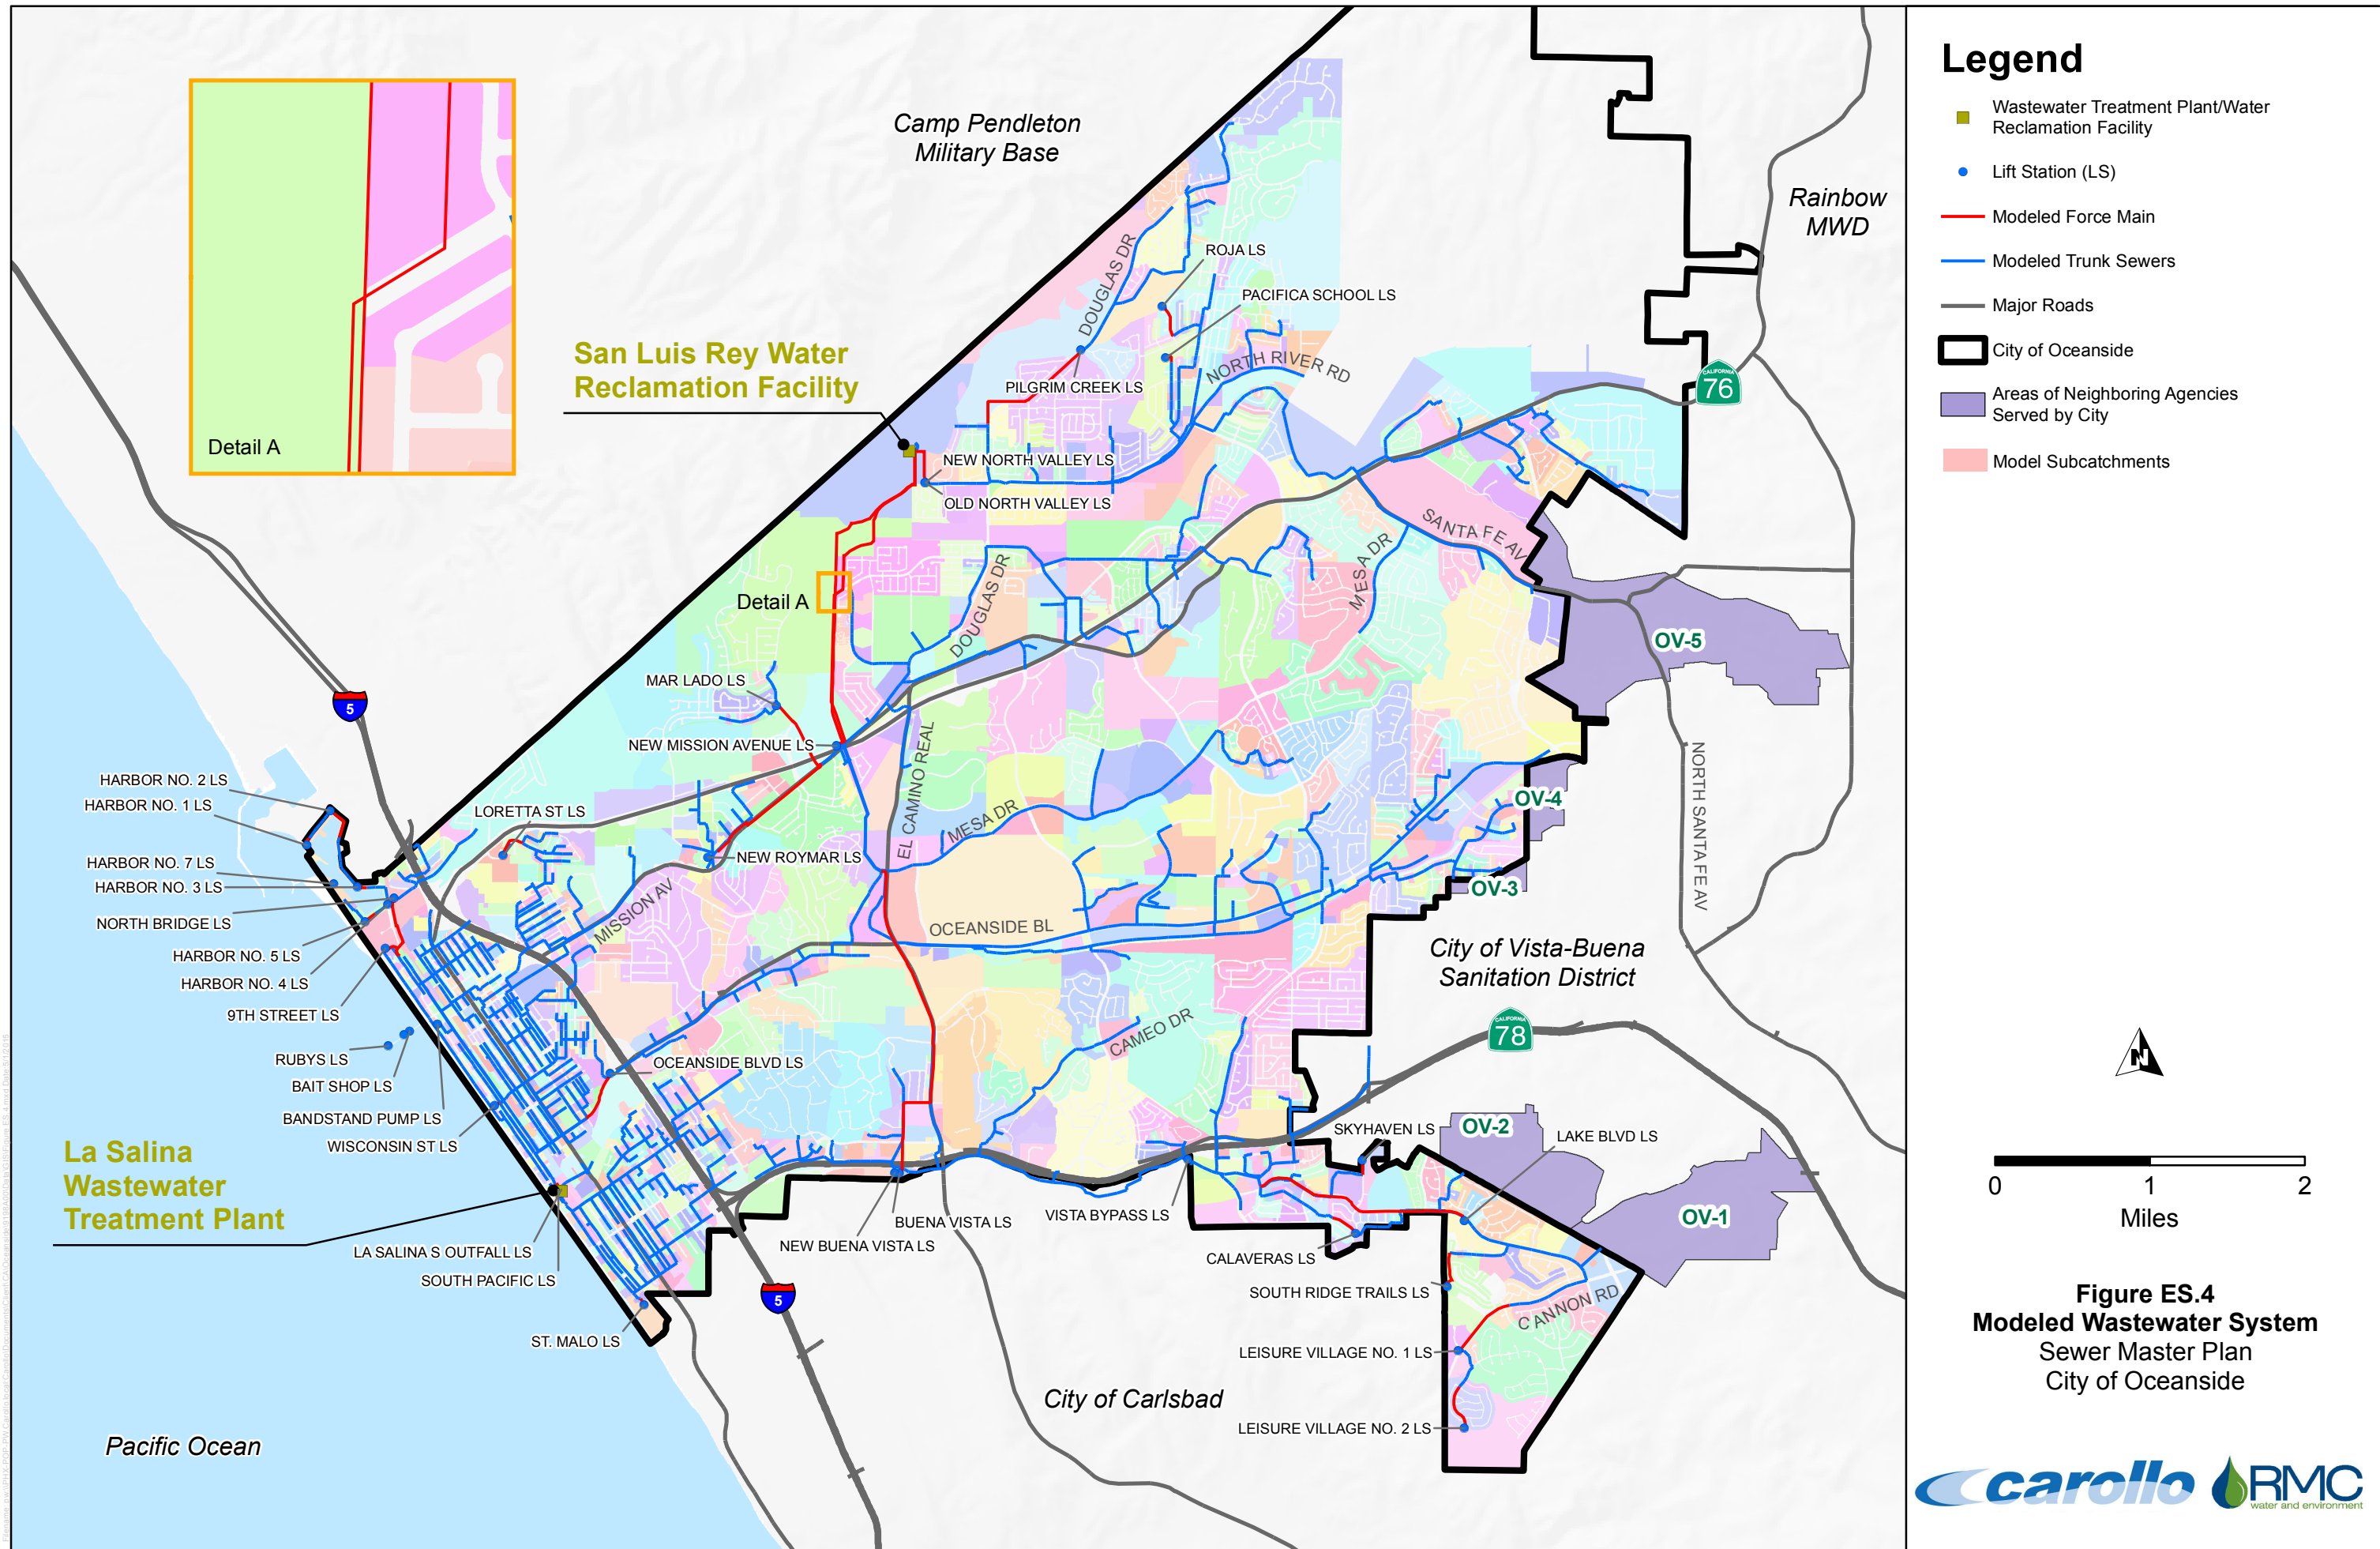 Legend
Wastewater Treatment Plant/Water
Reclamation Facility
Lift Station (LS)
Modeled Force Main
Modeled Trunk Sewers
Major Roads
City of Oceanside
Areas of Neighboring Agencies
Served by City
Model Subcatchments
Camp Pendleton
Military Base
Rainbow
MWD
CALIFORNIA
76
Detail A
San Luis Rey Water
Reclamation Facility
DOUGLAS DR
ROJA LS
PACIFICA SCHOOL LS
NORTH RIVER RD
PILGRIM CREEK LS
NEW NORTH VALLEY LS
OLD NORTH VALLEY LS
SANTA FE AV
MESA DR
DOUGLAS DR
Detail A
OV-5
MAR LADO LS
5
NEW MISSION AVENUE LS
EL CAMINO REAL
NORTH SANTA FE AV
HARBOR NO. 2 LS
HARBOR NO. 1 LS
LORETTA ST LS
MESA DR
OV-4
HARBOR NO. 7 LS
HARBOR NO. 3 LS
NEW ROYMAR LS
OV-3
NORTH BRIDGE LS
MISSION AV
OCEANSIDE BL
HARBOR NO. 5 LS
HARBOR NO. 4 LS
9TH STREET LS
City of Vista-Buena
Sanitation District
CALIFORNIA
78
CAMEO DR
RUBYS LS
BAIT SHOP LS
OCEANSIDE BLVD LS
BANDSTAND PUMP LS
WISCONSIN ST LS
SKYHAVEN LS
OV-2
LAKE BLVD LS
La Salina
Wastewater
Treatment Plant
OV-1
LA SALINA S OUTFALL LS
SOUTH PACIFIC LS
BUENA VISTA LS
NEW BUENA VISTA LS
VISTA BYPASS LS
CALAVERAS LS
SOUTH RIDGE TRAILS LS
5
CANNON RD
ST. MALO LS
LEISURE VILLAGE NO. 1 LS
City of Carlsbad
LEISURE VILLAGE NO. 2 LS
Pacific Ocean
N
0 1 2
Miles
Figure ES.4
Modeled Wastewater System
Sewer Master Plan
City of Oceanside
carollo
RMC
water and environment